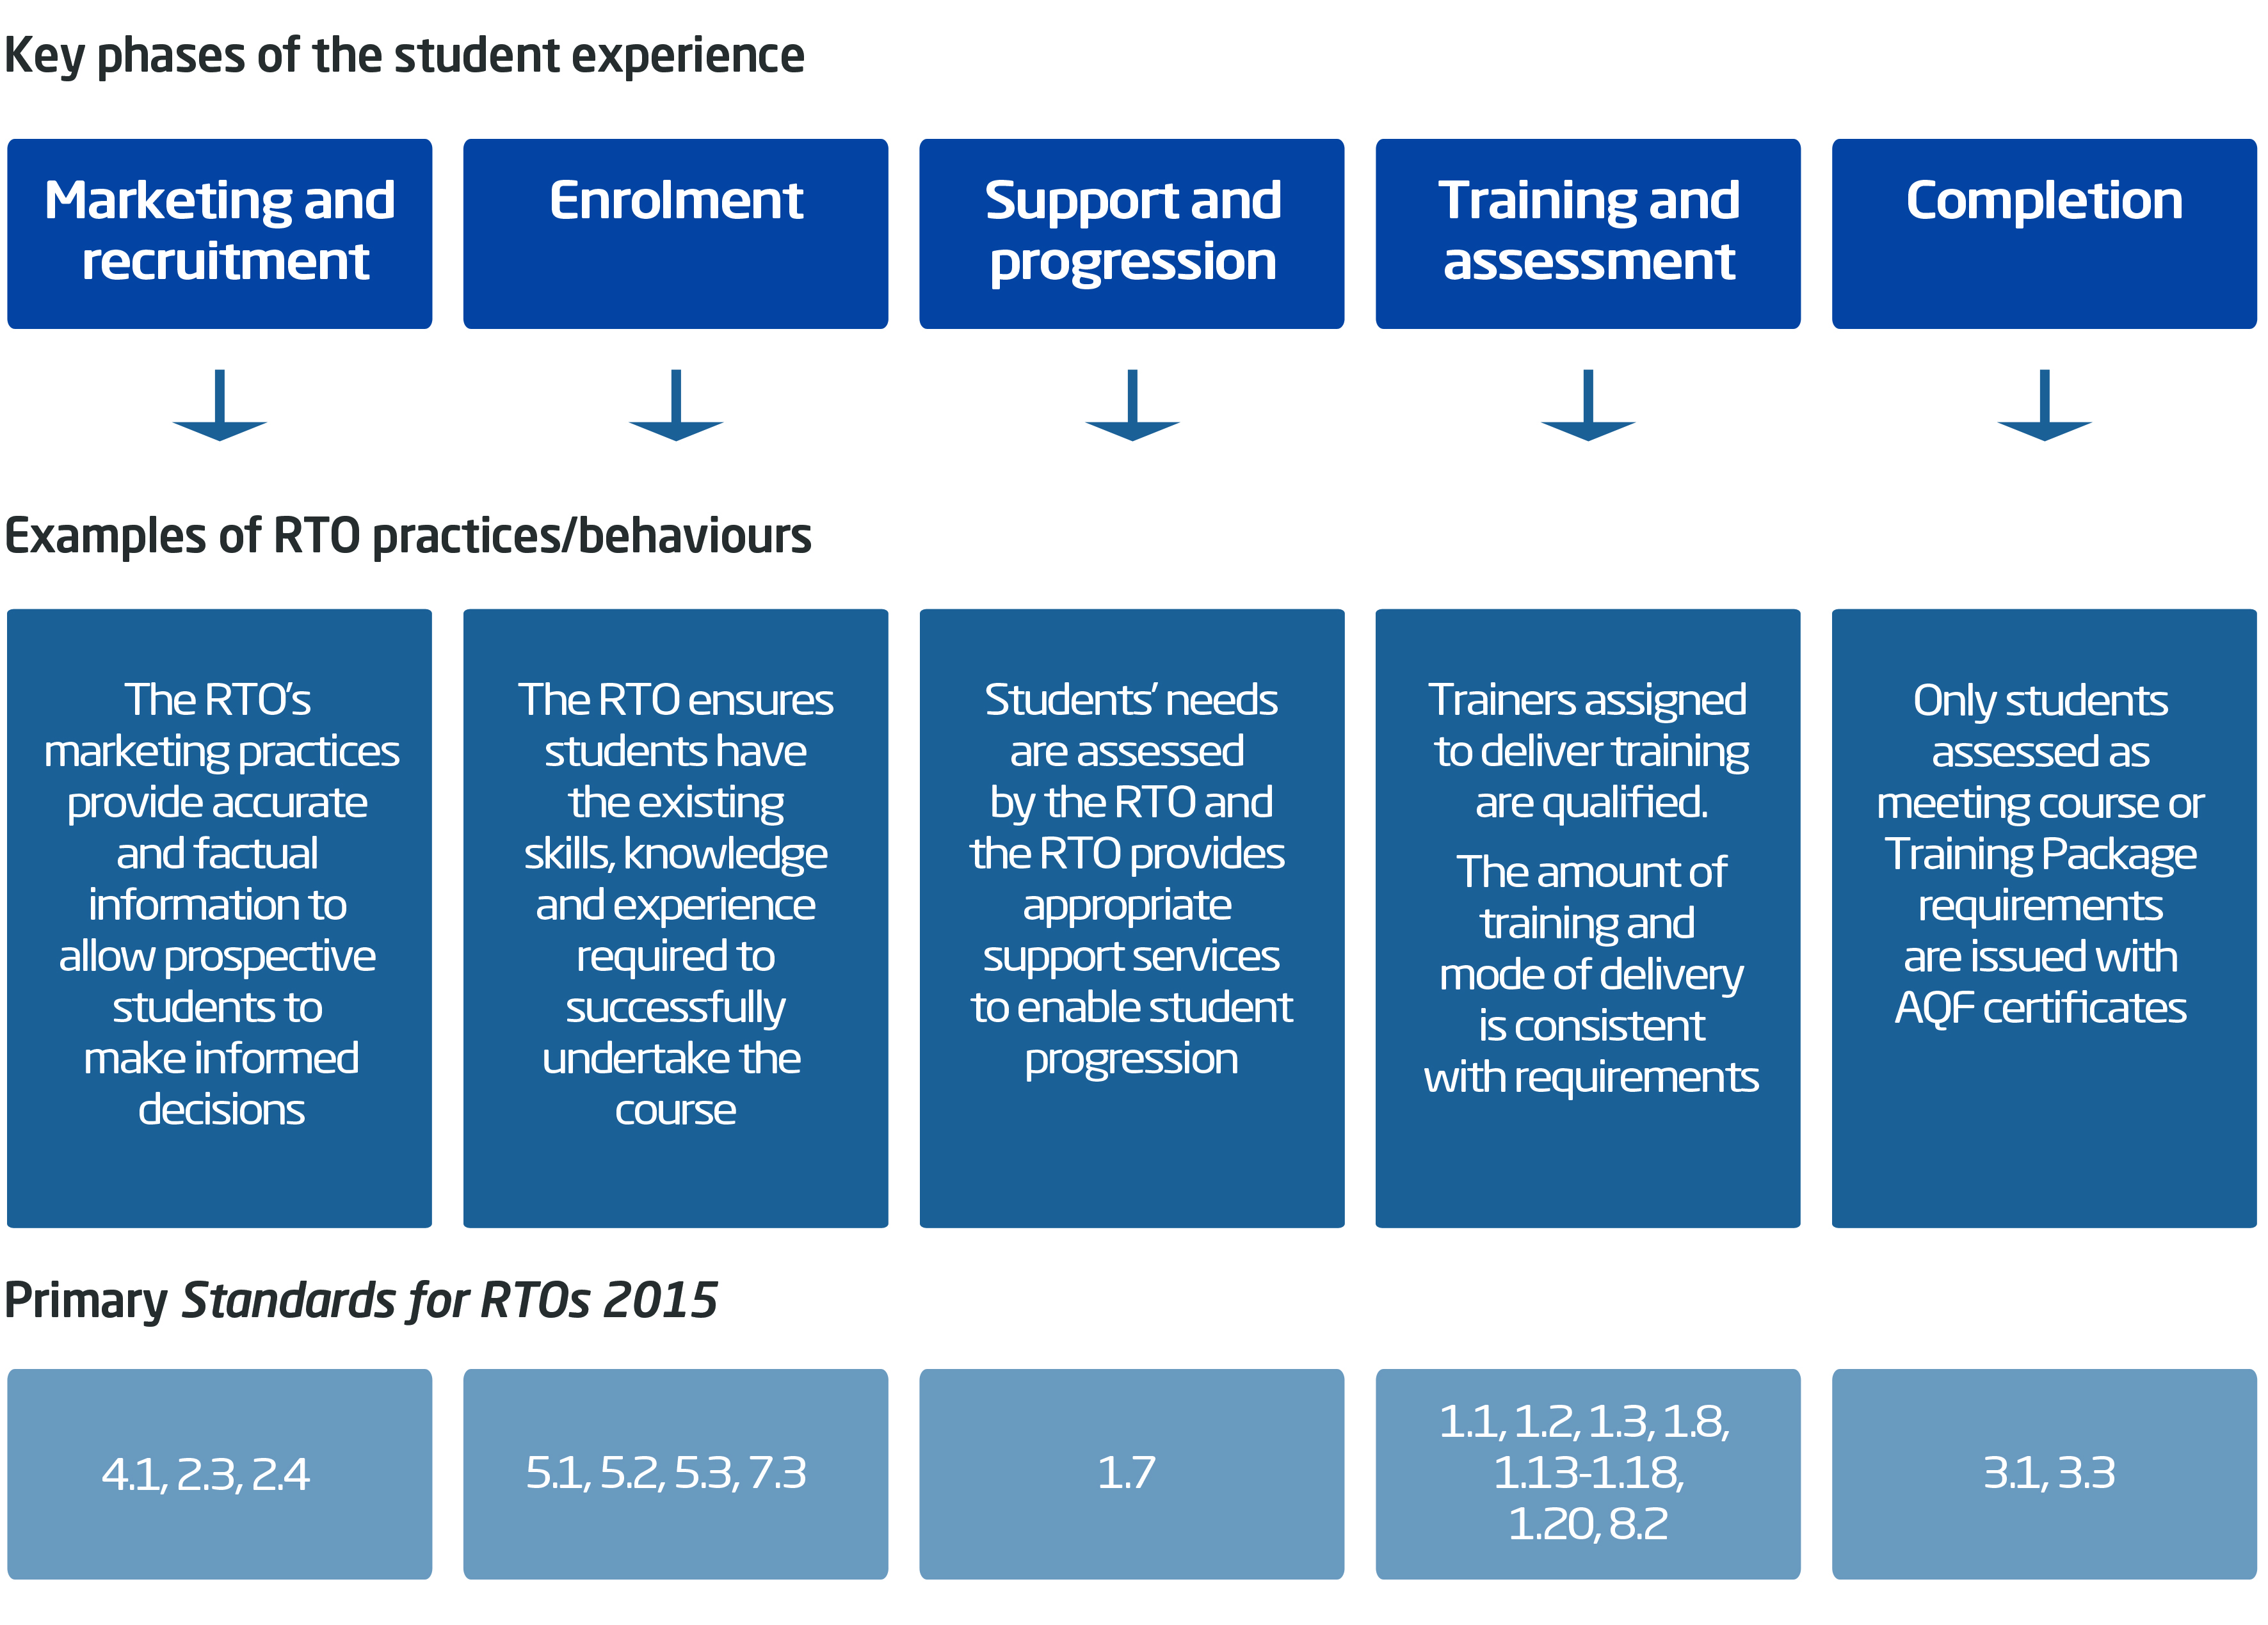 Key phases of the student experience
Marketing and
recruitment
Enrolment
Support and
progression
Training and
assessment
Completion
Examples of RTO practices/behaviours
The RTO’s
marketing practices
provide accurate
and factual
information to
allow prospective
students to
make informed
decisions
The RTO ensures
students have
the existing
skills, knowledge
and experience
required to
successfully
undertake the
course
Students’ needs
are assessed
by the RTO and
the RTO provides
appropriate
support services
to enable student
progression
Trainers assigned
to deliver training
are qualified.
The amount of
training and
mode of delivery
is consistent
with requirements
Only students
assessed as
meeting course or
Training Package
requirements
are issued with
AQF certificates
Primary Standards for RTOs 2015
4.1, 2.3, 2.4
5.1, 5.2, 5.3, 7.3
1.7
1.1, 1.2, 1.3, 1.8,
1.13-1.18,
1.20, 8.2
3.1, 3.3